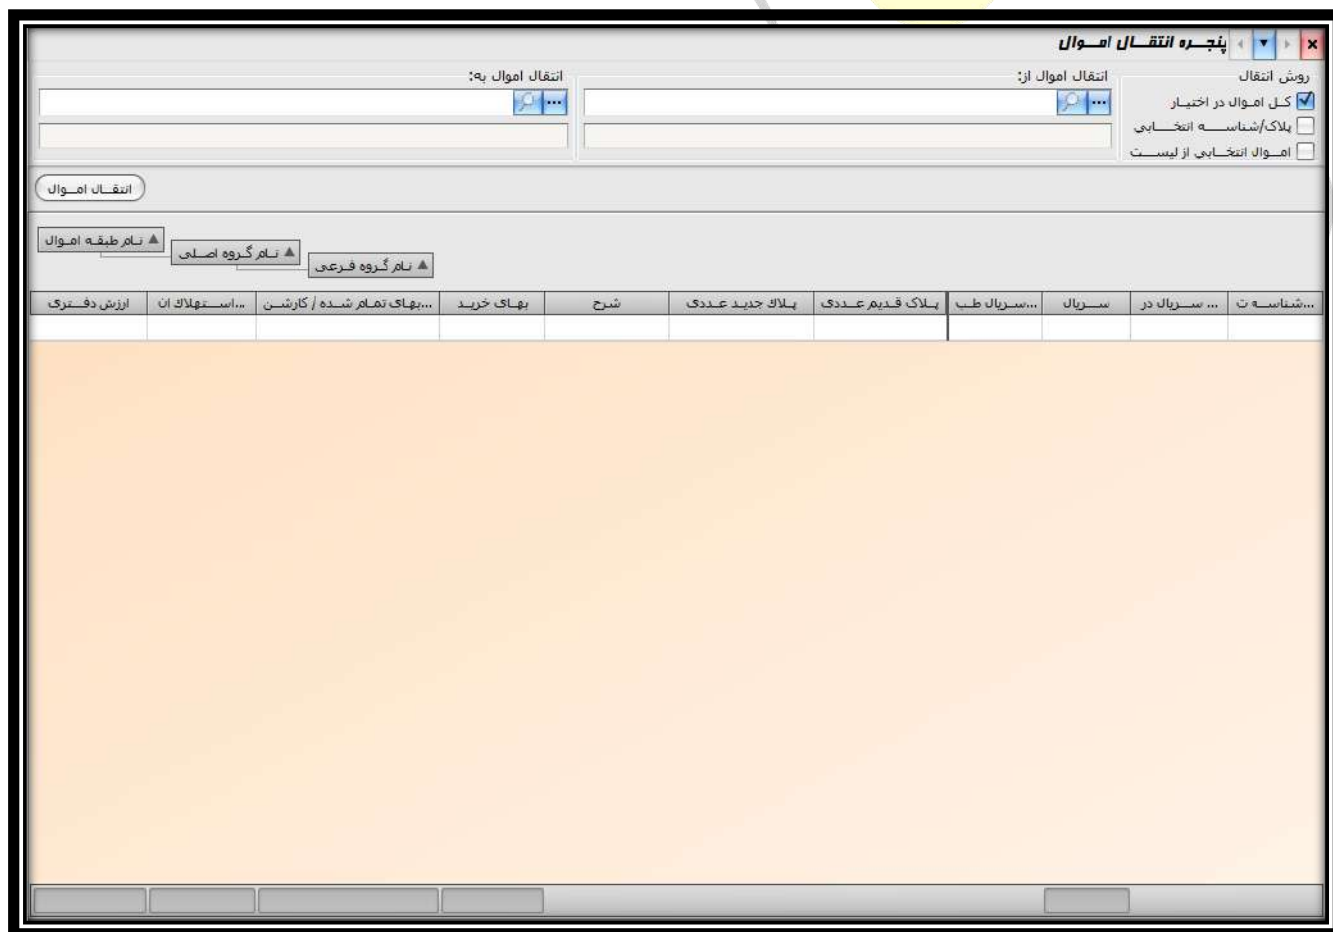 پنجره انتقال اموال
روش انتقال
کل اموال در اختیار
پلاک/شناسه انتخابی
اموال انتخابی از لیست
انتقال اموال از:
انتقال اموال به:
انتقال اموال
نام طبقه اموال
نام گروه اصلی
نام گروه فرعی
شناسه ت... سریال در ... سریال سریال طب... پلاک قدیم عددی پلاك جدید عددی شرح بهای خرید بهای تمام شده / کارشن... استهلاك ان... ارزش دفتری